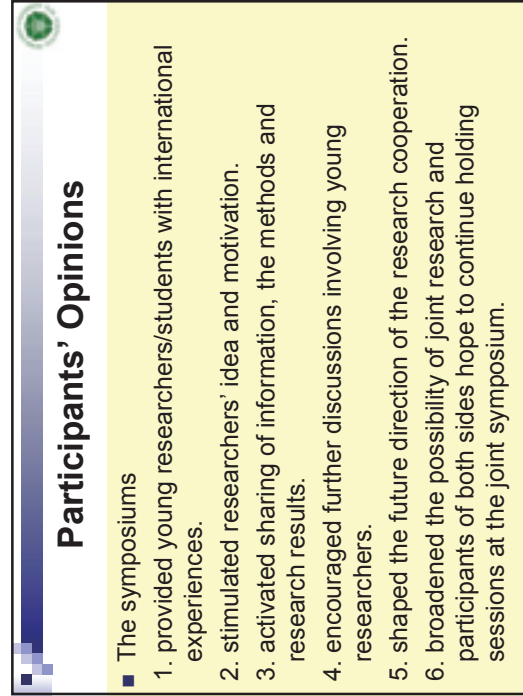 Participants’ Opinions
■ The symposiums
1. provided young researchers/students with international
experiences.
2. stimulated researchers’ idea and motivation.
3. activated sharing of information, the methods and
research results.
4. encouraged further discussions involving young
researchers.
5. shaped the future direction of the research cooperation.
6. broadened the possibility of joint research and
participants of both sides hope to continue holding
sessions at the joint symposium.